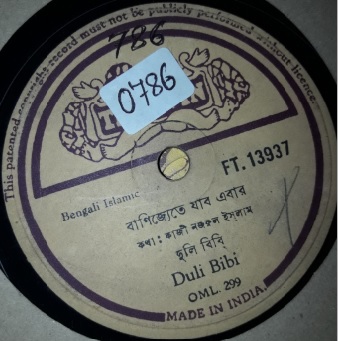 This patented copyright record must not be publicly performed without licence.
786
0786
FT. 13937
Bengali Islamic
বাণিজ্যেতে যাব এবার
কথা : কাজী নজরুল ইসলাম
দুলি বিবি
Duli Bibi
OML. 299
MADE IN INDIA.